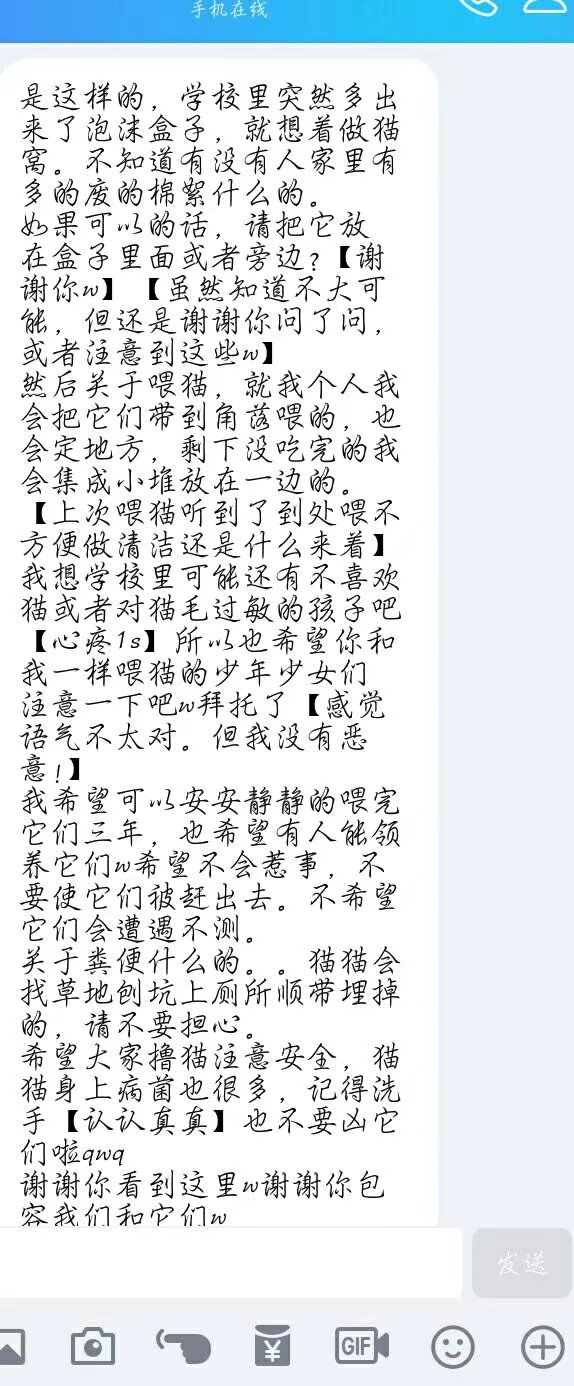 手机在线
是这样的，学校里突然多出
来了泡沫盒子，就想着做猫
窝。不知道有没有人家里有
多的废的棉絮什么的。
如果可以的话，请把它放
在盒子里面或者旁边?【谢
谢你w】【虽然知道不大可
能，但还是谢谢你问了问，
或者注意到这些w】
然后关于喂猫，就我个人我
会把它们带到角落喂的，也
会定地方，剩下没吃完的我
会集成小堆放在一边的。
【上次喂猫听到了到处喂不
方便做清洁还是什么来着】
我想学校里可能还有不喜欢
猫或者对猫毛过敏的孩子吧
【心疼1s】所以也希望你和
我一样喂猫的少年少女们
注意一下吧w拜托了【感觉
语气不太对。但我没有恶
意!】
我希望可以安安静静的喂完
它们三年，也希望有人能领
养它们w希望不会惹事，不
要使它们被赶出去。不希望
它们会遭遇不测。
关于粪便什么的。。猫猫会
找草地刨坑上厕所顺带埋掉
的，请不要担心。
希望大家撸猫注意安全，猫
猫身上病菌也很多，记得洗
手【认认真真】也不要凶它
们啦qwq
谢谢你看到这里w谢谢你包
容我们和它们w
发送
GIF